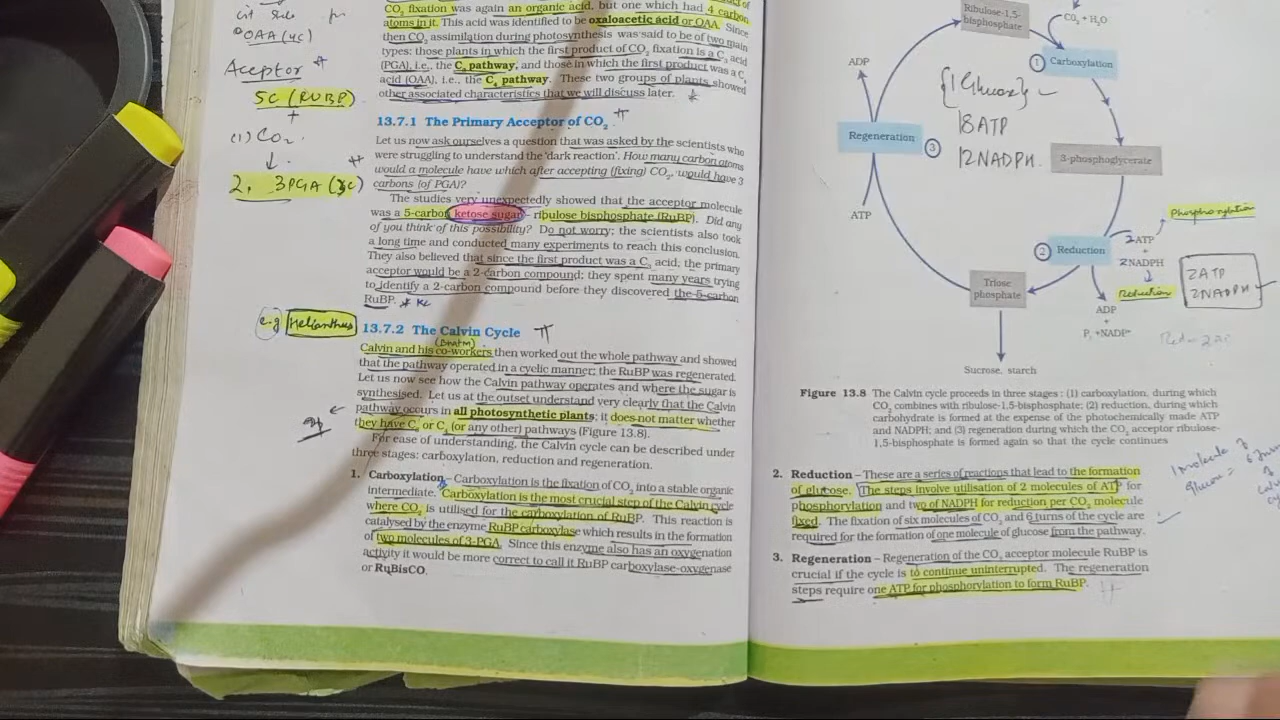 OAA (4C)
Aceptor
5C (RUBP)
+
(1) CO2
↓
2. 3PGA (3C)
e.g Helianthus
CO2 fixation was again an organic acid, but one which had 4 carbon
atoms in it. This acid was identified to be oxaloacetic acid or OAA. Since
then CO2 assimilation during photosynthesis was said to be of two main
types: those plants in which the first product of CO2 fixation is a C3 acid
(PGA), i.e., the C3 pathway, and those in which the first product was a C4
acid (OAA), i.e., the C4 pathway. These two groups of plants showed
other associated characteristics that we will discuss later.
13.7.1 The Primary Acceptor of CO2
Let us now ask ourselves a question that was asked by the scientists who
were struggling to understand the 'dark reaction'. How many carbon atoms
would a molecule have which after accepting (fixing) CO2, would have 3
carbons (of PGA)?
The studies very unexpectedly showed that the acceptor molecule
was a 5-carbon ketose sugar - ribulose bisphosphate (RuBP). Did any
of you think of this possibility? Do not worry; the scientists also took
a long time and conducted many experiments to reach this conclusion.
They also believed that since the first product was a C3 acid, the primary
acceptor would be a 2-carbon compound; they spent many years trying
to identify a 2-carbon compound before they discovered the 5-carbon
RuBP.
13.7.2 The Calvin Cycle
Calvin and his co-workers then worked out the whole pathway and showed
that the pathway operated in a cyclic manner; the RuBP was regenerated.
Let us now see how the Calvin pathway operates and where the sugar is
synthesised. Let us at the outset understand very clearly that the Calvin
pathway occurs in all photosynthetic plants; it does not matter whether
they have C3 or C4 (or any other) pathways (Figure 13.8).
For ease of understanding, the Calvin cycle can be described under
three stages: carboxylation, reduction and regeneration.
1. Carboxylation – Carboxylation is the fixation of CO2 into a stable organic
intermediate. Carboxylation is the most crucial step of the Calvin cycle
where CO2 is utilised for the carboxylation of RuBP. This reaction is
catalysed by the enzyme RuBP carboxylase which results in the formation
of two molecules of 3-PGA. Since this enzyme also has an oxygenation
activity it would be more correct to call it RuBP carboxylase-oxygenase
or RuBisCO.
Ribulose-1,5-
bisphosphate
CO2 + H2O
1 Carboxylation
ADP
{1 Glucose}
18 ATP
12 NADPH
Regeneration 3
3-phosphoglycerate
ATP
Phosphorylation
2 Reduction
2ATP
+
2NADPH
Reduction
2ATP
2NADPH
Triose
phosphate
ADP
+
Pi +NADP+
Sucrose, starch
Figure 13.8 The Calvin cycle proceeds in three stages : (1) carboxylation, during which
CO2 combines with ribulose-1,5-bisphosphate; (2) reduction, during which
carbohydrate is formed at the expense of the photochemically made ATP
and NADPH; and (3) regeneration during which the CO2 acceptor ribulose-
1,5-bisphosphate is formed again so that the cycle continues
2. Reduction – These are a series of reactions that lead to the formation
of glucose. The steps involve utilisation of 2 molecules of ATP for
phosphorylation and two of NADPH for reduction per CO2 molecule
fixed. The fixation of six molecules of CO2 and 6 turns of the cycle are
required for the formation of one molecule of glucose from the pathway.
1 molecule
glucose =
3. Regeneration – Regeneration of the CO2 acceptor molecule RuBP is
crucial if the cycle is to continue uninterrupted. The regeneration
steps require one ATP for phosphorylation to form RuBP.